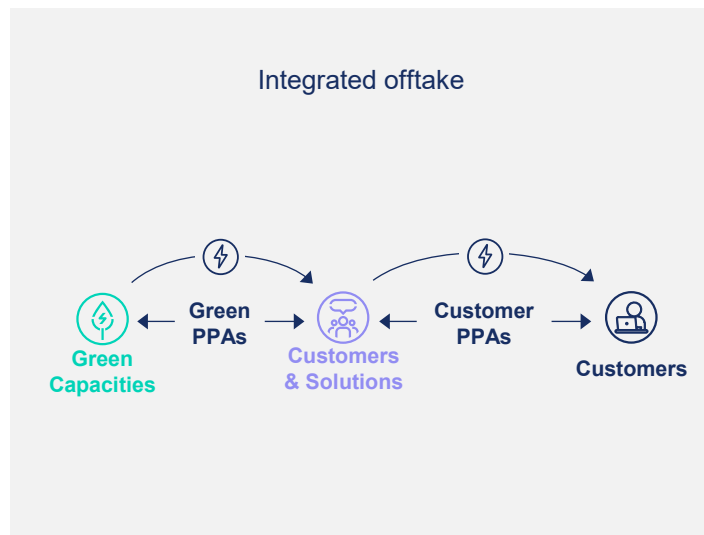 Integrated offtake
Green
PPAs
Customer
PPAs
Green
Capacities
Customers
& Solutions
Customers